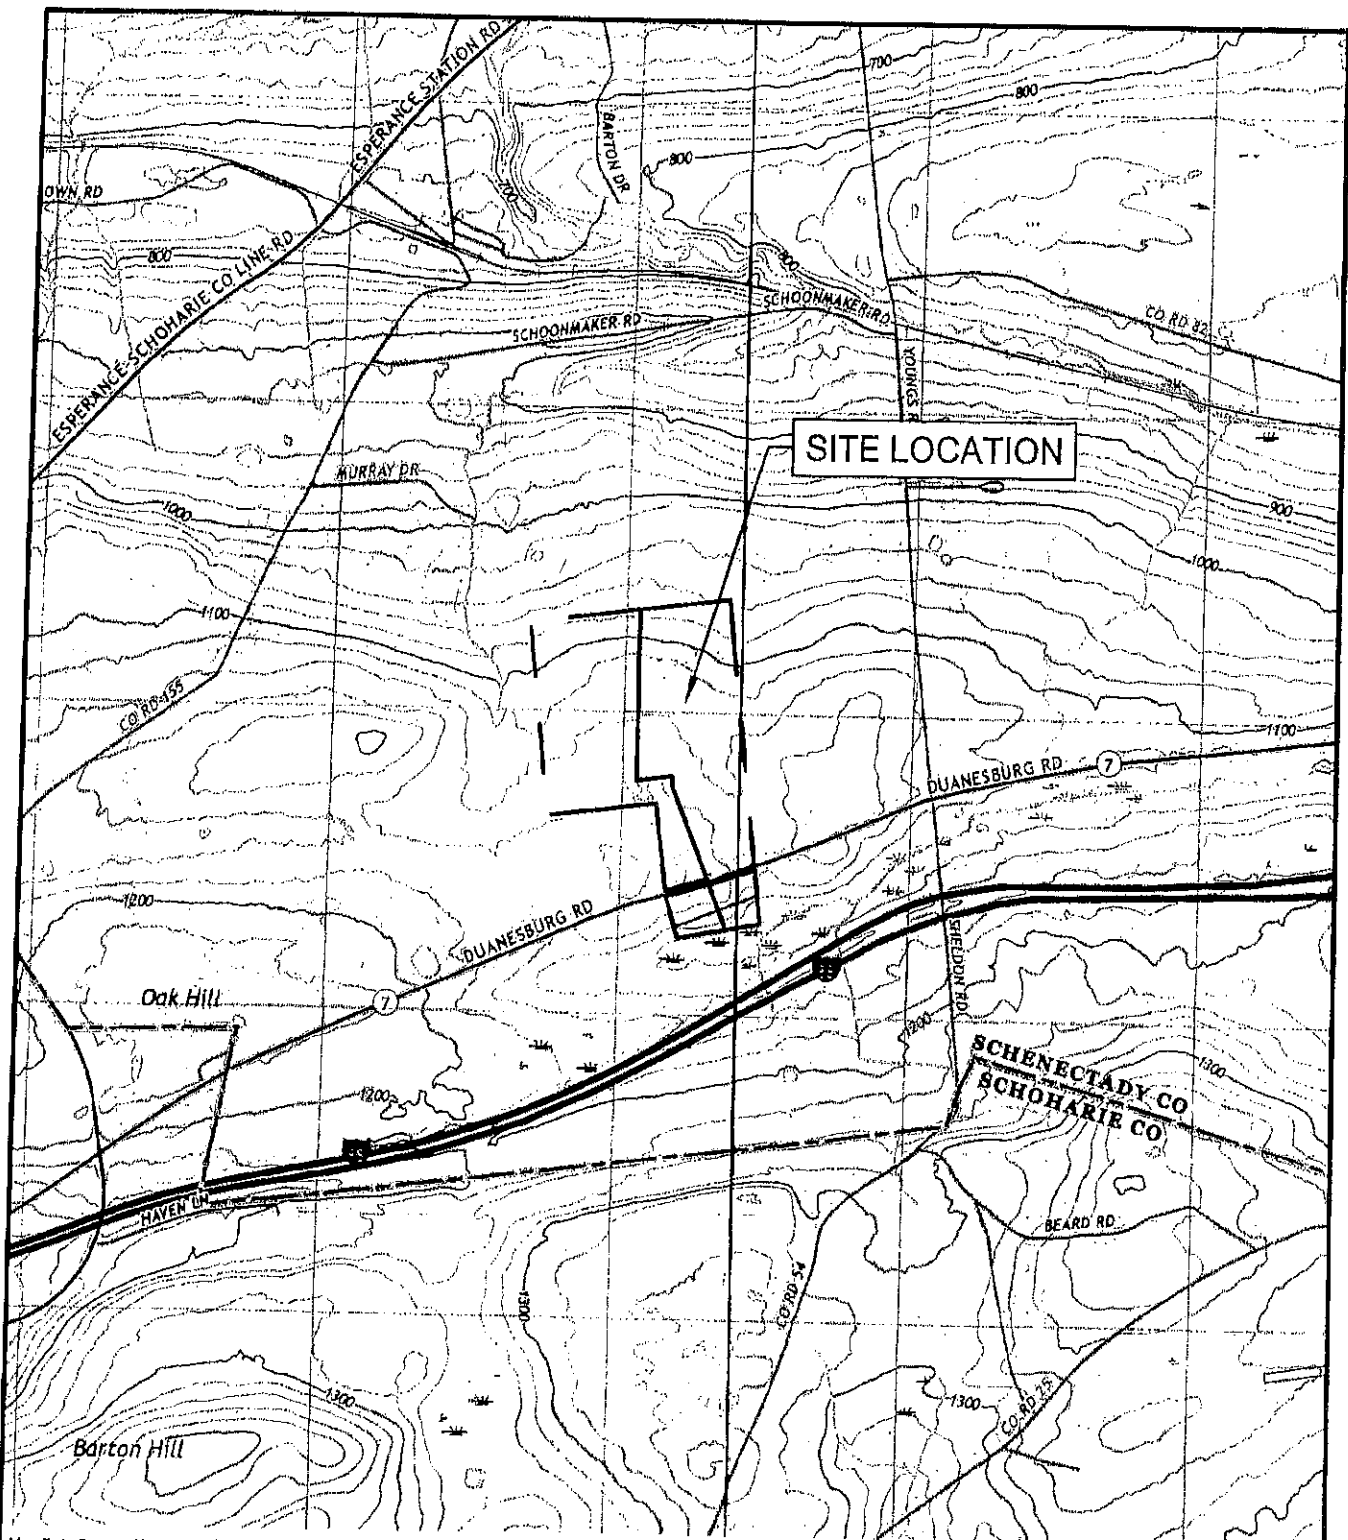 ESPERANCE STATION RD
700
800
BARTON DR
800
OWN RD
700
800
ESPERANCE-SCHOHARIE CO LINE RD
800
SCHOONMAKER RD
SCHOONMAKER RD
CO RD 82
YOUNGS R
SITE LOCATION
MURRAY DR
1000
900
1000
1100
CO RD 155
1100
DUANESBURG RD
7
1200
DUANESBURG RD
Oak Hill
7
SHELDON RD
1200
SCHENECTADY CO
SCHOHARIE CO
1300
1200
HAVEN LN
BEARD RD
CO RD 54
1300
1300
1300
CO RD 25
Barton Hill